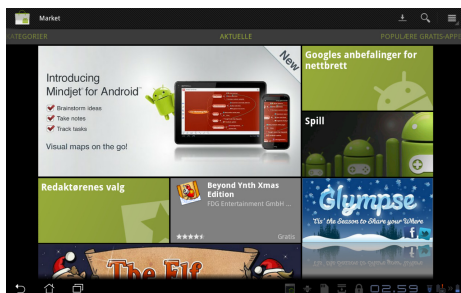 Market
ATEGORIER
AKTUELLE
POPULÆRE GRATIS-APPS
Introducing
Mindjet for Android™
Brainstorm ideas
Take notes
Track tasks
Visual maps on the go!
New
Googles anbefalinger for
nettbrett
Spill
Redaktørenes valg
Beyond Ynth Xmas
Edition
FDG Entertainment GmbH ...
Gratis
Glympse
'Tis the Season to Share your Where
The Elf
02.59